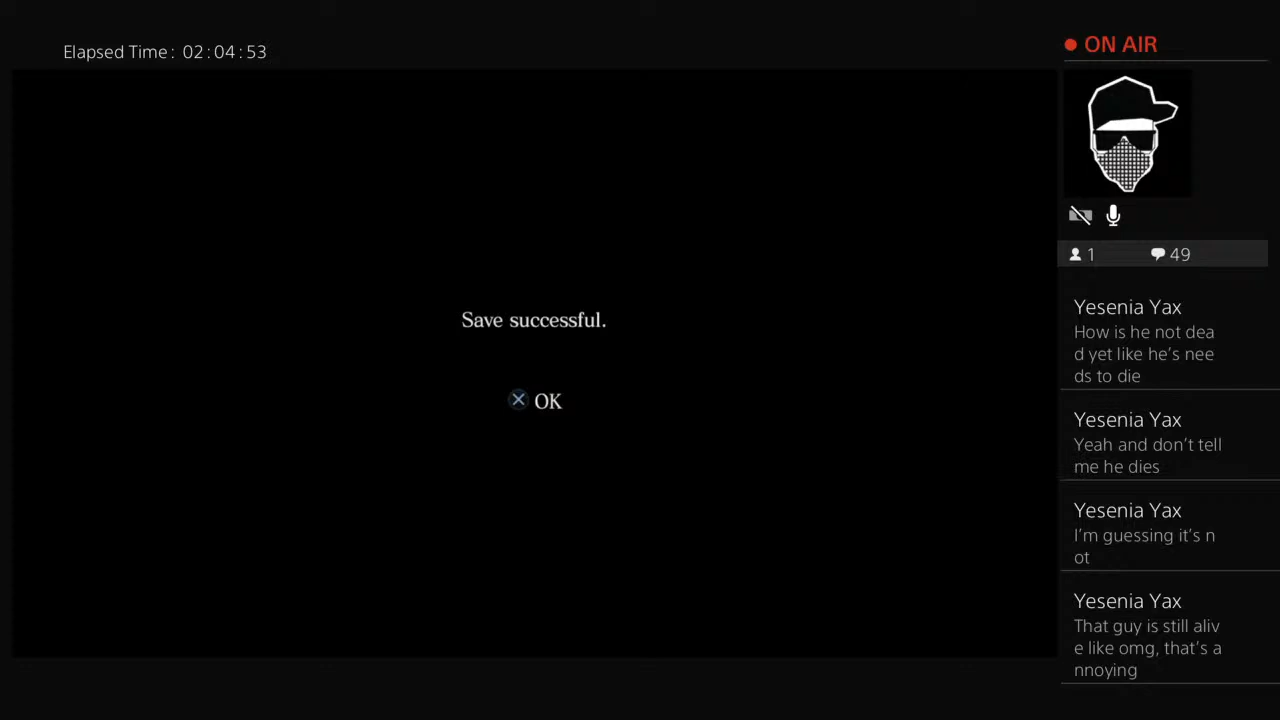 Elapsed Time: 02:04:53
ON AIR
1 49
Save successful.
OK
Yesenia Yax
How is he not dea
d yet like he's nee
ds to die
Yesenia Yax
Yeah and don't tell
me he dies
Yesenia Yax
I'm guessing it's n
ot
Yesenia Yax
That guy is still aliv
e like omg, that's a
nnoying